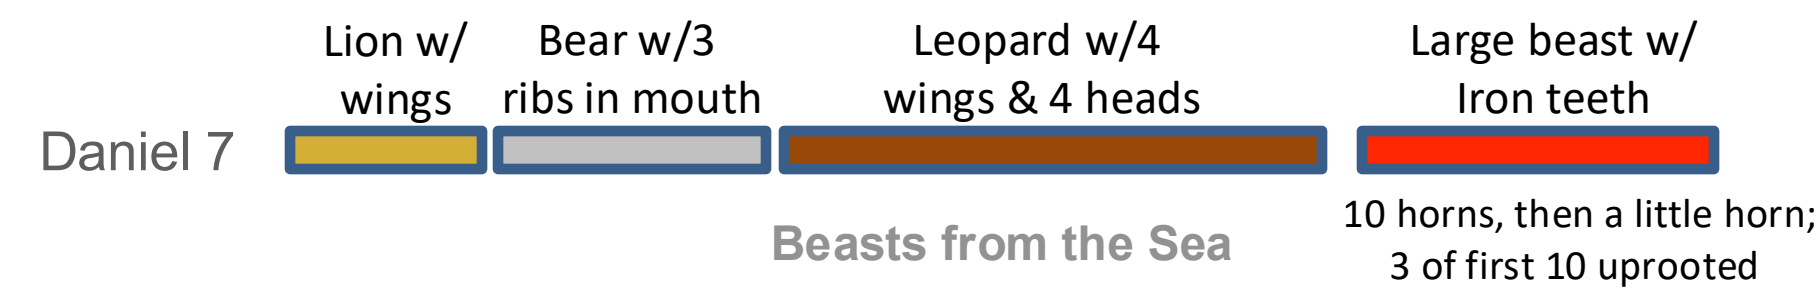 Lion w/
wings
Bear w/3
ribs in mouth
Leopard w/4
wings & 4 heads
Large beast w/
Iron teeth
Daniel 7
Beasts from the Sea
10 horns, then a little horn;
3 of first 10 uprooted